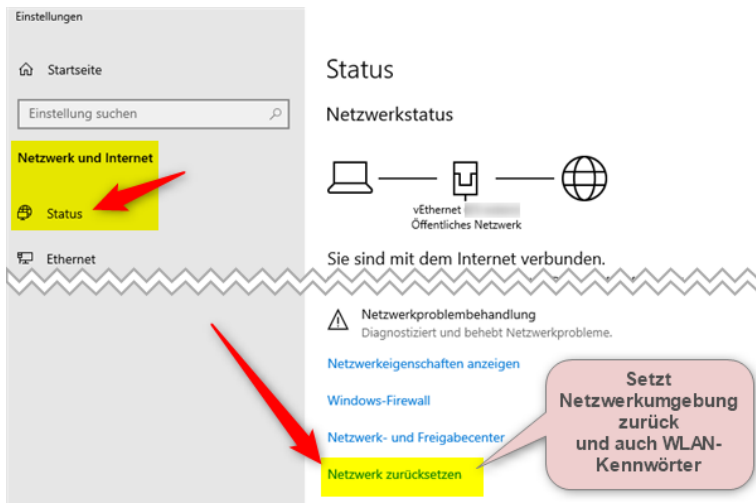 Einstellungen
Startseite
Einstellung suchen
Netzwerk und Internet
Status
Ethernet
Status
Netzwerkstatus
vEthernet
Öffentliches Netzwerk
Sie sind mit dem Internet verbunden.
Netzwerkproblembehandlung
Diagnostiziert und behebt Netzwerkprobleme.
Netzwerkeigenschaften anzeigen
Windows-Firewall
Netzwerk- und Freigabecenter
Netzwerk zurücksetzen
Setzt
Netzwerkumgebung
zurück
und auch WLAN-
Kennwörter